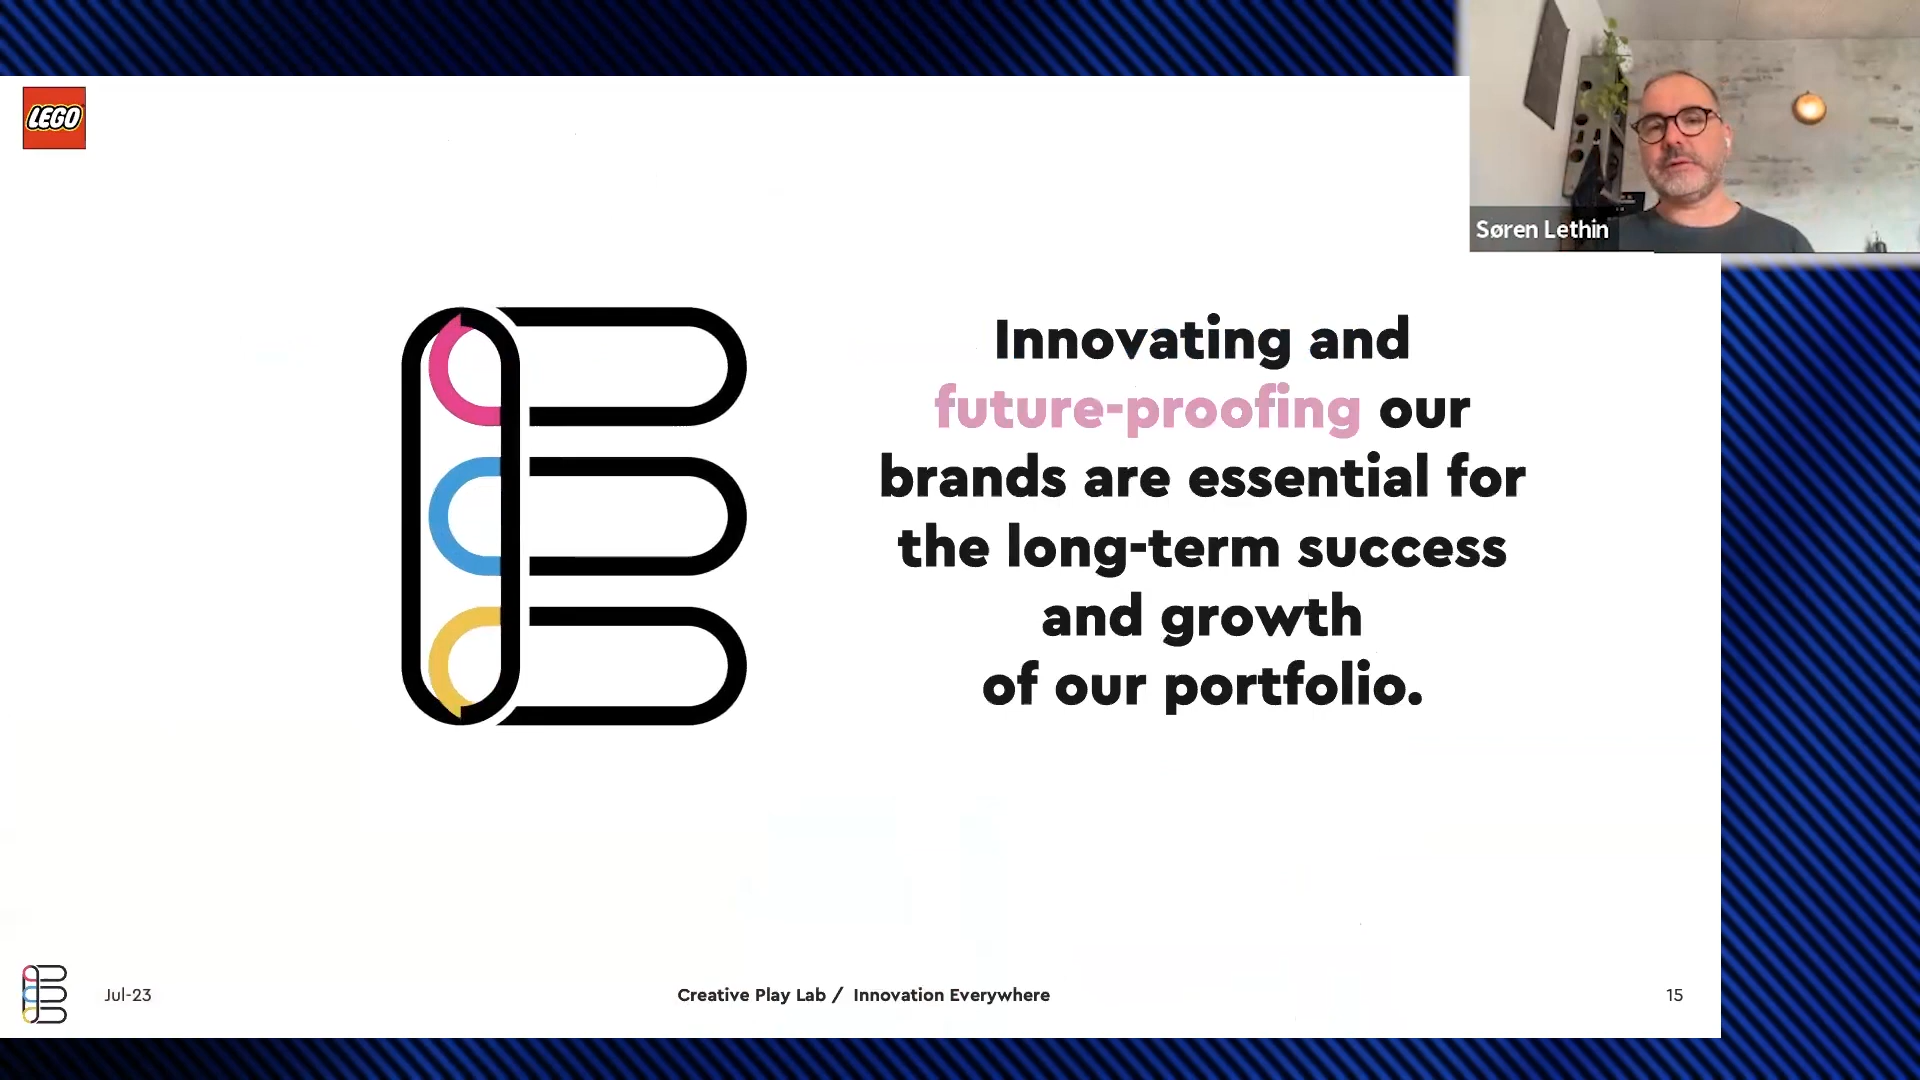 LEGO
Søren Lethin
Innovating and
future-proofing our
brands are essential for
the long-term success
and growth
of our portfolio.
Jul-23
Creative Play Lab / Innovation Everywhere
15